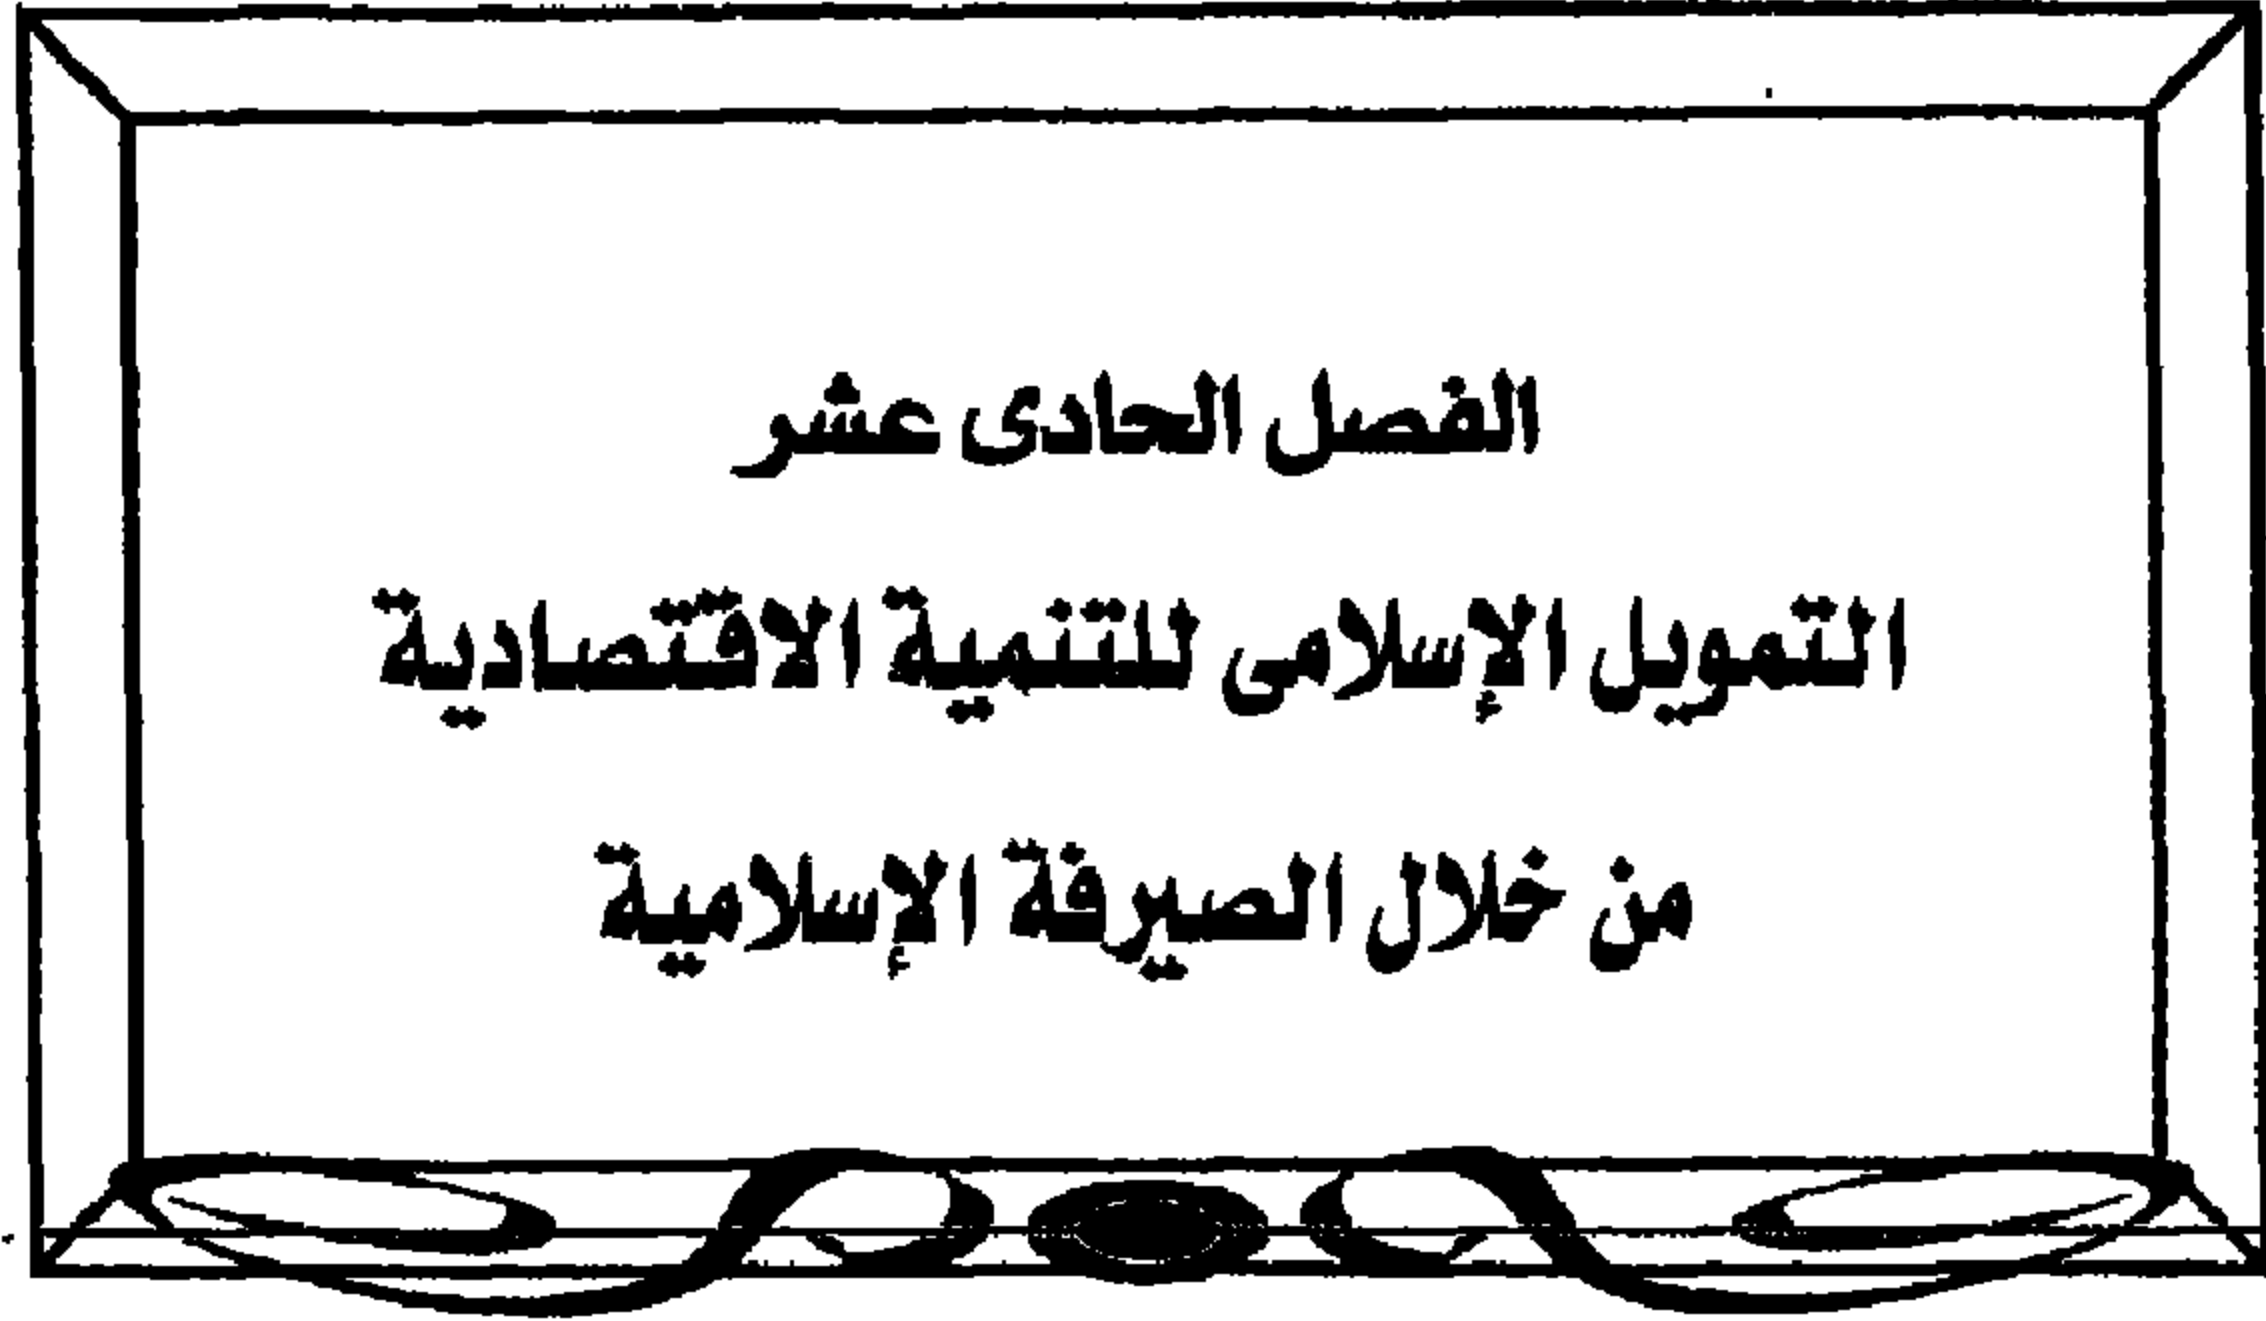 الفصل الحادى عشر
التمويل الإسلامى للتنمية الاقتصادية
من خلال الصيرفة الإسلامية